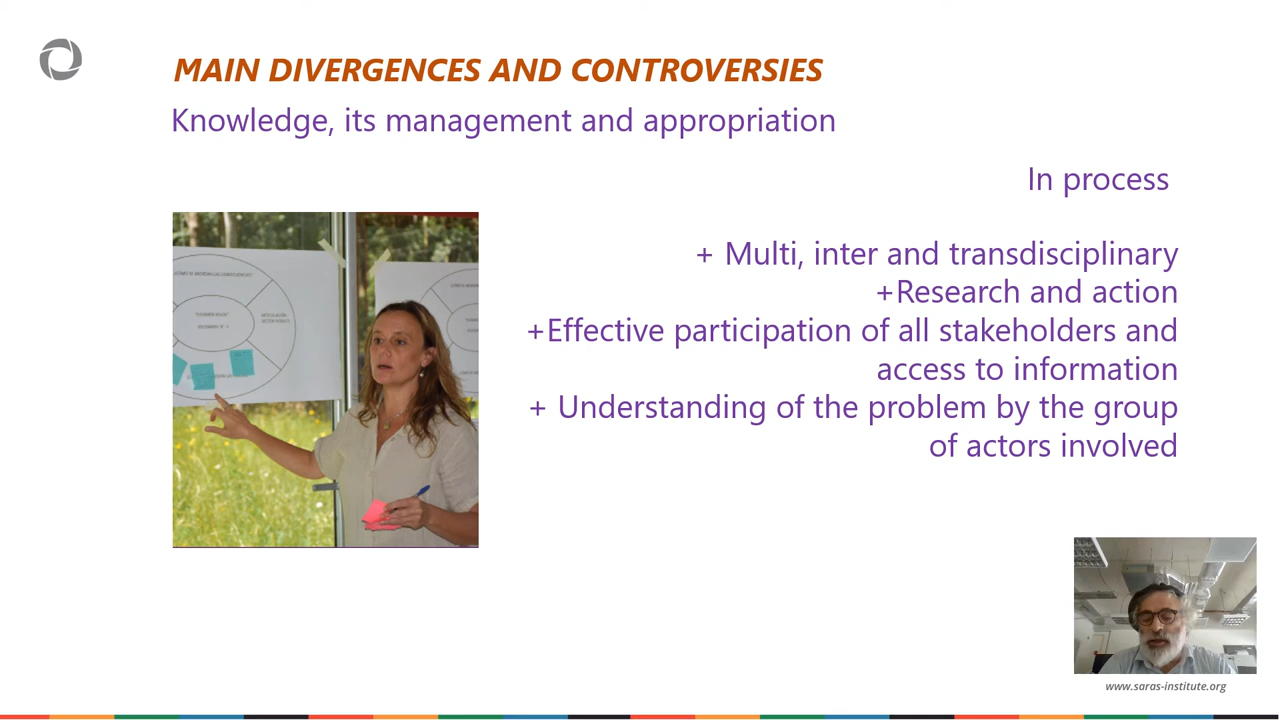 MAIN DIVERGENCES AND CONTROVERSIES
Knowledge, its management and appropriation
In process
+ Multi, inter and transdisciplinary
+Research and action
+Effective participation of all stakeholders and
access to information
+ Understanding of the problem by the group
of actors involved
www.saras-institute.org